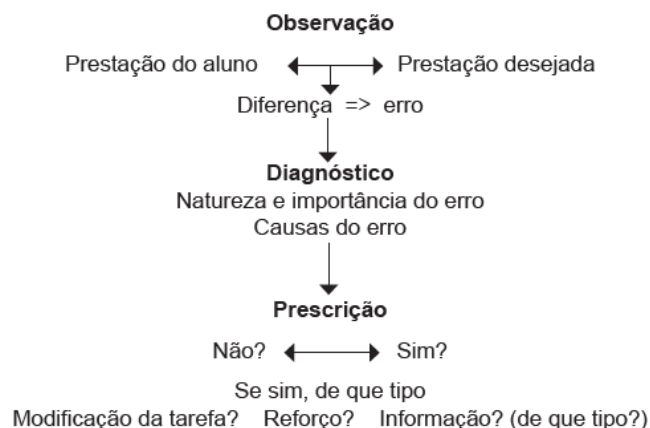 Observação
Prestação do aluno Prestação desejada
Diferença => erro
Diagnóstico
Natureza e importância do erro
Causas do erro
Prescrição
Não? Sim?
Se sim, de que tipo
Modificação da tarefa? Reforço? Informação? (de que tipo?)